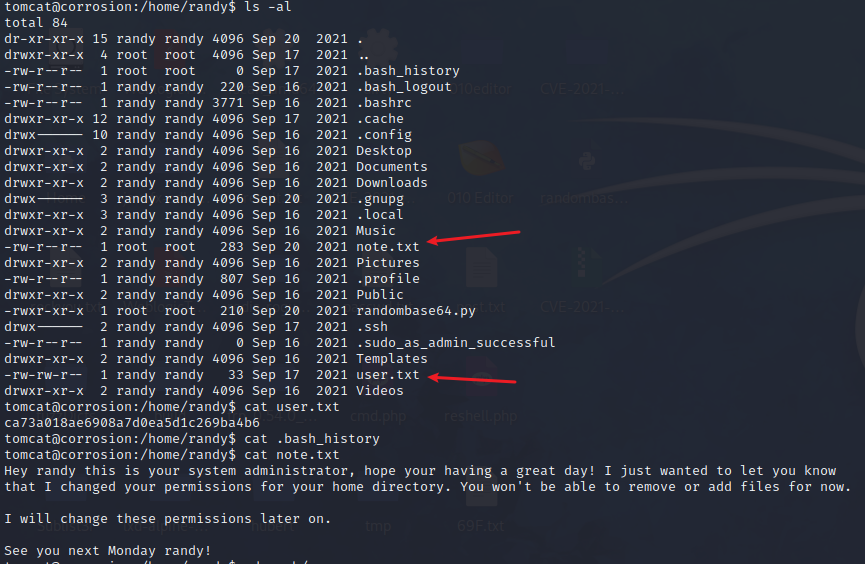 tomcat@corrosion:/home/randy$ ls -al
total 84
dr-xr-xr-x 15 randy randy 4096 Sep 20  2021 .
drwxr-xr-x  4 root  root  4096 Sep 17  2021 ..
-rw-r--r--  1 root  root     0 Sep 16  2021 .bash_history
-rw-r--r--  1 randy randy  220 Sep 16  2021 .bash_logout
-rw-r--r--  1 randy randy 3771 Sep 16  2021 .bashrc
drwxr-xr-x 12 randy randy 4096 Sep 17  2021 .cache
drwx------ 10 randy randy 4096 Sep 16  2021 .config
drwxr-xr-x  2 randy randy 4096 Sep 16  2021 Desktop
drwxr-xr-x  2 randy randy 4096 Sep 16  2021 Documents
drwxr-xr-x  2 randy randy 4096 Sep 16  2021 Downloads
drwx------  3 randy randy 4096 Sep 20  2021 .gnupg
drwxr-xr-x  3 randy randy 4096 Sep 16  2021 .local
drwxr-xr-x  2 randy randy 4096 Sep 16  2021 Music
-rw-r--r--  1 root  root   283 Sep 20  2021 note.txt
drwxr-xr-x  2 randy randy 4096 Sep 16  2021 Pictures
-rw-r--r--  1 randy randy  807 Sep 16  2021 .profile
drwxr-xr-x  2 randy randy 4096 Sep 16  2021 Public
-rwxr-xr-x  1 root  root   210 Sep 20  2021 randombase64.py
drwx------  2 randy randy 4096 Sep 17  2021 .ssh
-rw-r--r--  1 randy randy    0 Sep 16  2021 .sudo_as_admin_successful
drwxr-xr-x  2 randy randy 4096 Sep 16  2021 Templates
-rw-rw-r--  1 randy randy   33 Sep 17  2021 user.txt
drwxr-xr-x  2 randy randy 4096 Sep 16  2021 Videos
tomcat@corrosion:/home/randy$ cat user.txt
ca73a018ae6908a7d0ea5d1c269ba4b6
tomcat@corrosion:/home/randy$ cat .bash_history
tomcat@corrosion:/home/randy$ cat note.txt
Hey randy this is your system administrator, hope your having a great day! I just wanted to let you know
that I changed your permissions for your home directory. You won't be able to remove or add files for now.
I will change these permissions later on.
See you next Monday randy!